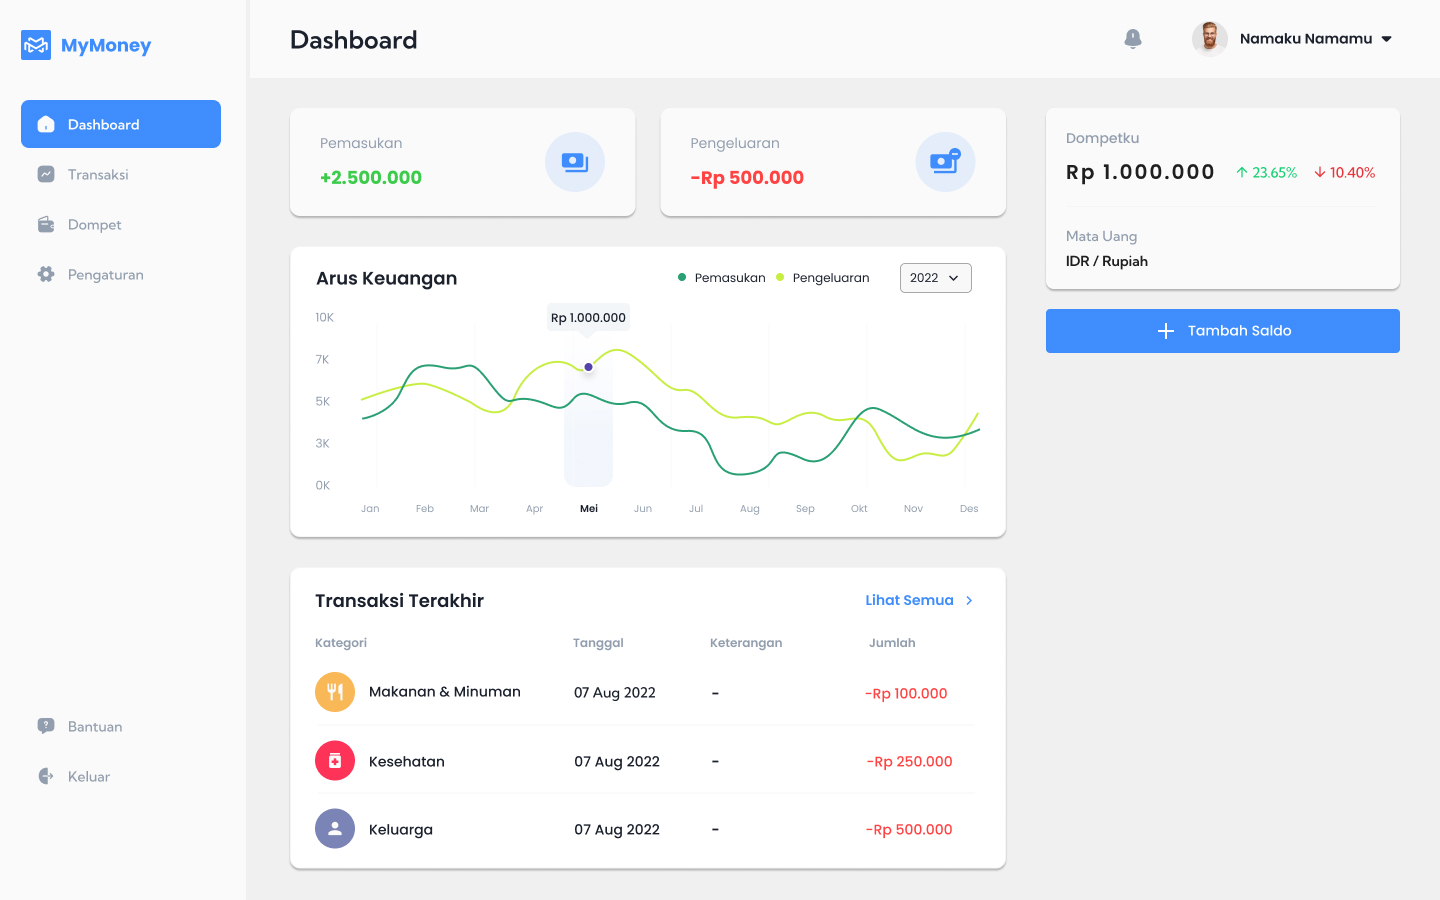 MyMoney
Dashboard
Transaksi
Dompet
Pengaturan
Bantuan
Keluar
Dashboard
Namaku Namamu
Pemasukan
+2.500.000
Pengeluaran
-Rp 500.000
Dompetku
Rp 1.000.000 ↑ 23.65% ↓ 10.40%
Mata Uang
IDR / Rupiah
Tambah Saldo
Arus Keuangan
Pemasukan Pengeluaran
2022
Rp 1.000.000
10K
7K
5K
3K
0K
Jan Feb Mar Apr Mei Jun Jul Aug Sep Okt Nov Des
Transaksi Terakhir
Lihat Semua
Kategori Tanggal Keterangan Jumlah
Makanan & Minuman 07 Aug 2022 - -Rp 100.000
Kesehatan 07 Aug 2022 - -Rp 250.000
Keluarga 07 Aug 2022 - -Rp 500.000